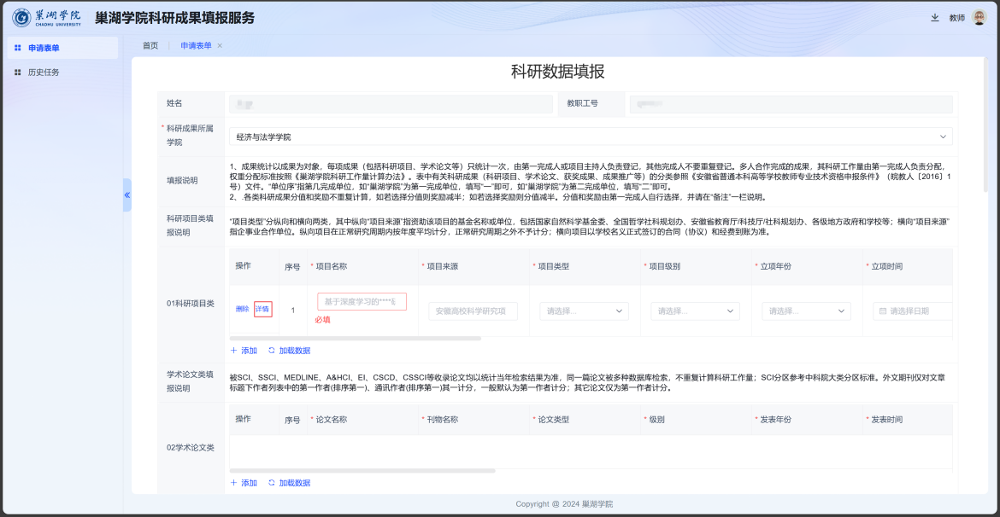 巢湖学院
CHAOHU UNIVERSITY
巢湖学院科研成果填报服务
教师
申请表单
历史任务
首页
申请表单
科研数据填报
姓名
教职工号
* 科研成果所属
学院
经济与法学学院
填报说明
1、成果统计以成果为对象，每项成果（包括科研项目、学术论文等）只统计一次，由第一完成人或项目主持人负责登记，其他完成人不要重复登记。多人合作完成的成果，其科研工作量由第一完成人负责分配，
权重分配标准按照《巢湖学院科研工作量计算办法》。表中有关科研成果（科研项目、学术论文、获奖成果、成果推广等）的分类参照《安徽省普通本科高等学校教师专业技术资格申报条件》（皖教人〔2016〕1
号）文件。“单位序”指第几完成单位，如“巢湖学院”为第一完成单位，填写“一”即可，如“巢湖学院”为第二完成单位，填写“二”即可。
2、.各类科研成果分值和奖励不重复计算，如若选择分值则奖励减半；如若选择奖励则分值减半。分值和奖励由第一完成人自行选择，并请在“备注”一栏说明。
科研项目类填
报说明
“项目类型”分纵向和横向两类，其中纵向“项目来源”指资助该项目的基金名称或单位，包括国家自然科学基金委、全国哲学社科规划办、安徽省教育厅/科技厅/社科规划办、各级地方政府和学校等；横向“项目来源”
指企事业合作单位。纵向项目在正常研究周期内按年度平均计分，正常研究周期之外不予计分；横向项目以学校名义正式签订的合同（协议）和经费到账为准。
01科研项目类
操作
序号
* 项目名称
* 项目来源
* 项目类型
* 项目级别
* 立项年份
* 立项时间
删除
详情
1
基于深度学习的****研
必填
安徽高校科学研究项
请选择...
请选择...
请选择...
请选择日期
+ 添加
加载数据
学术论文类填
报说明
被SCI、SSCI、MEDLINE、A&HCI、EI、CSCD、CSSCI等收录论文均以统计当年检索结果为准，同一篇论文被多种数据库检索，不重复计算科研工作量；SCI分区参考中科院大类分区标准。外文期刊仅对文章
标题下作者列表中的第一作者(排序第一)、通讯作者(排序第一)其一计分，一般默认为第一作者计分；其它论文仅为第一作者计分。
02学术论文类
操作
序号
* 论文名称
* 刊物名称
* 论文类型
* 级别
* 发表年份
* 发表时间
+ 添加
加载数据
Copyright @ 2024 巢湖学院